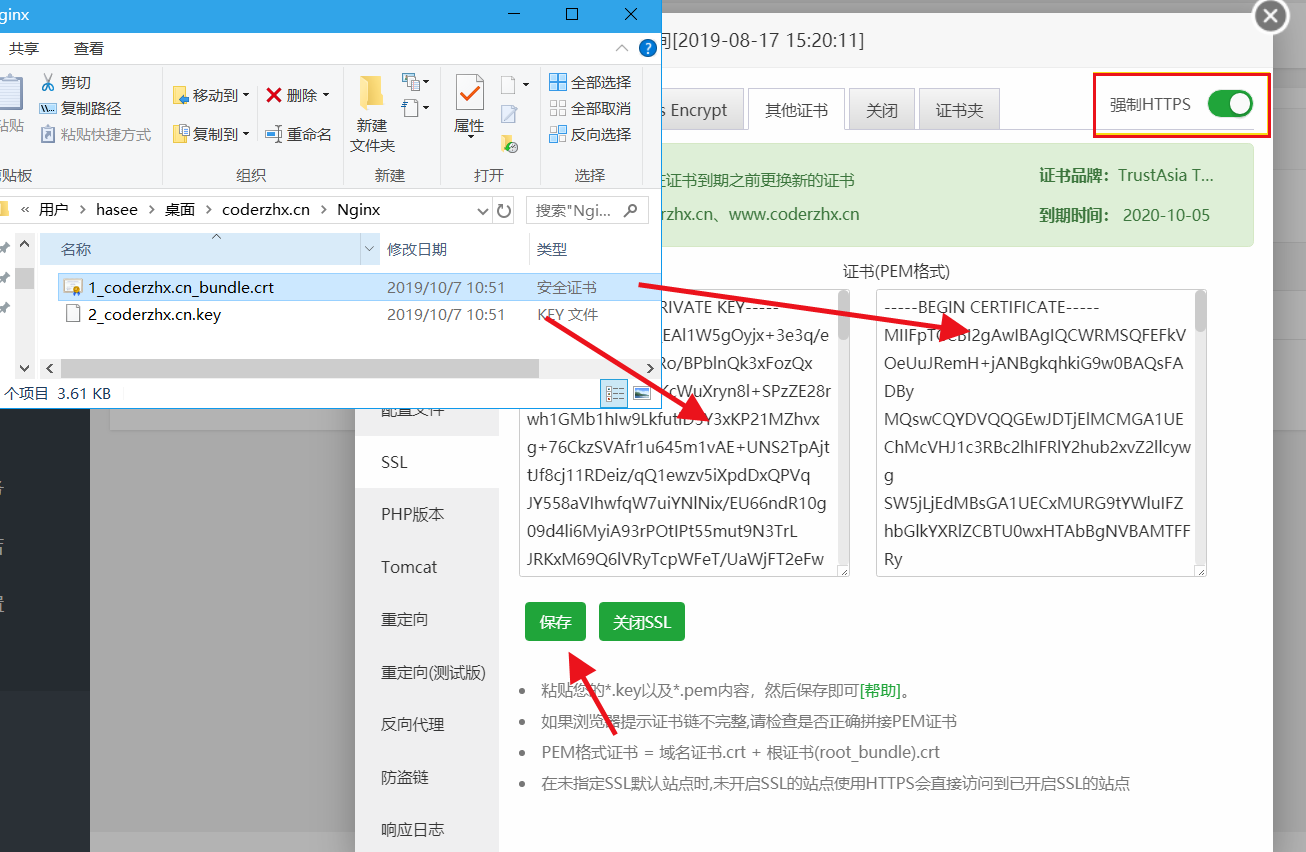 ginx
共享 查看
剪切
复制路径
粘贴快捷方式
粘贴
移动到
复制到
删除
重命名
新建
文件夹
属性
全部选择
全部取消
反向选择
剪贴板 组织 新建 打开 选择
« 用户 › hasee › 桌面 › coderzhx.cn › Nginx
搜索"Ngi...
名称 修改日期 类型
1_coderzhx.cn_bundle.crt 2019/10/7 10:51 安全证书
2_coderzhx.cn.key 2019/10/7 10:51 KEY 文件
个项目 3.61 KB
[2019-08-17 15:20:11]
s Encrypt 其他证书 关闭 证书夹
强制HTTPS
证书到期之前更换新的证书
证书品牌： TrustAsia T...
rzhx.cn、www.coderzhx.cn
到期时间： 2020-10-05
证书(PEM格式)
RIVATE KEY-----
EAl1W5gOyjx+3e3q/e
Ro/BPblnQk3xFozQx
KcWuXryn8l+SPzZE28r
g+76CkzSVAfr1u645m1vAE+UNS2TpAjt
tJf8cj11RDeiz/qQ1ewzv5iXpdDxQPVq
JY558aVIhwfqW7uiYNlNix/EU66ndR10g
09d4li6MyiA93rPOtIPt55mut9N3TrL
JRKxM69Q6lVRyTcpWFeT/UaWjFT2eFw
-----BEGIN CERTIFICATE-----
OeUuJRemH+jANBgkqhkiG9w0BAQsFA
DBy
MQswCQYDVQQGEwJDTjElMCMGA1UE
ChMcVHJ1c3RBc2lhIFRlY2hub2xvZ2llcyw
g
SW5jLjEdMBsGA1UECxMURG9tYWluIFZ
hbGlkYXRlZCBTU0wxHTAbBgNVBAMTFF
Ry
配置文件
SSL
PHP版本
Tomcat
重定向
重定向(测试版)
反向代理
防盗链
响应日志
保存 关闭SSL
粘贴您的*.key以及*.pem内容，然后保存即可[帮助]。
如果浏览器提示证书链不完整,请检查是否正确拼接PEM证书
PEM格式证书 = 域名证书.crt + 根证书(root_bundle).crt
在未指定SSL默认站点时,未开启SSL的站点使用HTTPS会直接访问到已开启SSL的站点